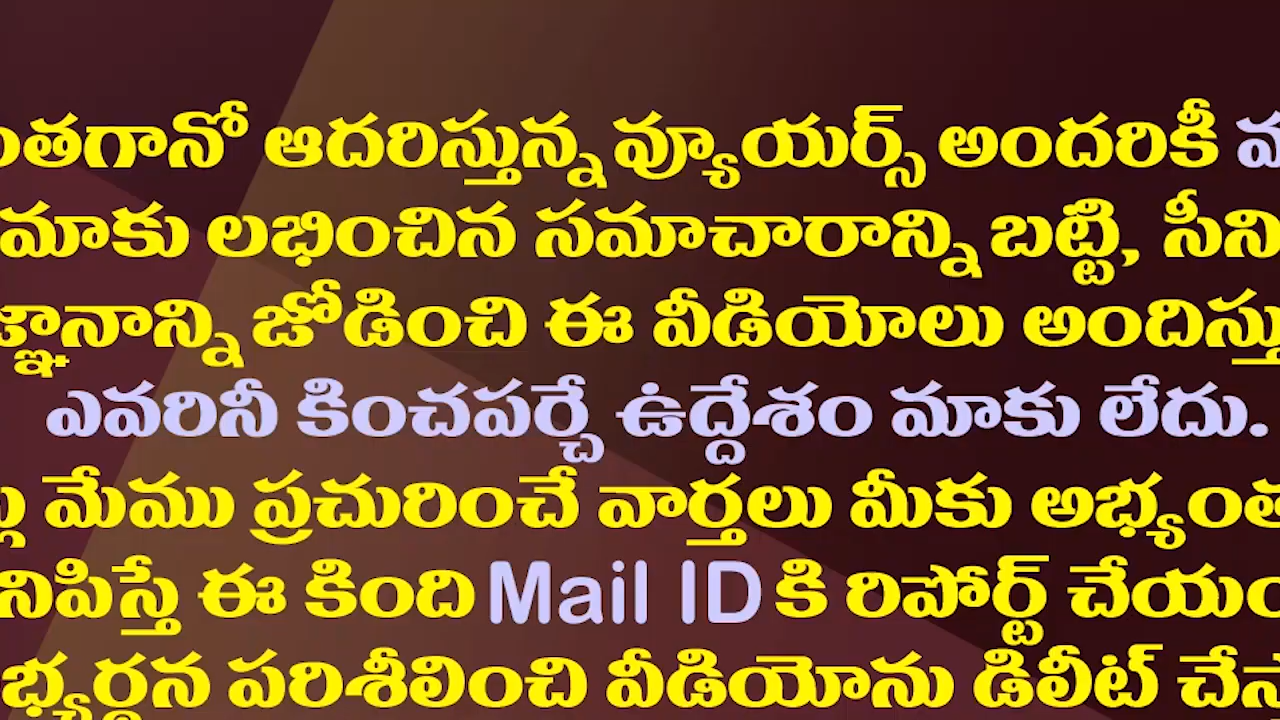 ంతగానో ఆదరిస్తున్న వ్యూయర్స్ అందరికీ
మాకు లభించిన సమాచారాన్ని బట్టి, సీని
జ్ఞానాన్ని జోడించి ఈ వీడియోలు అందిస్తు
ఎవరినీ కించపర్చే ఉద్దేశం మాకు లేదు.
మేము ప్రచురించే వార్తలు మీకు అభ్యంత
నిపిస్తే ఈ కింది Mail ID కి రిపోర్ట్ చేయం
భ్యర్థన పరిశీలించి వీడియోను డిలీట్ చేస